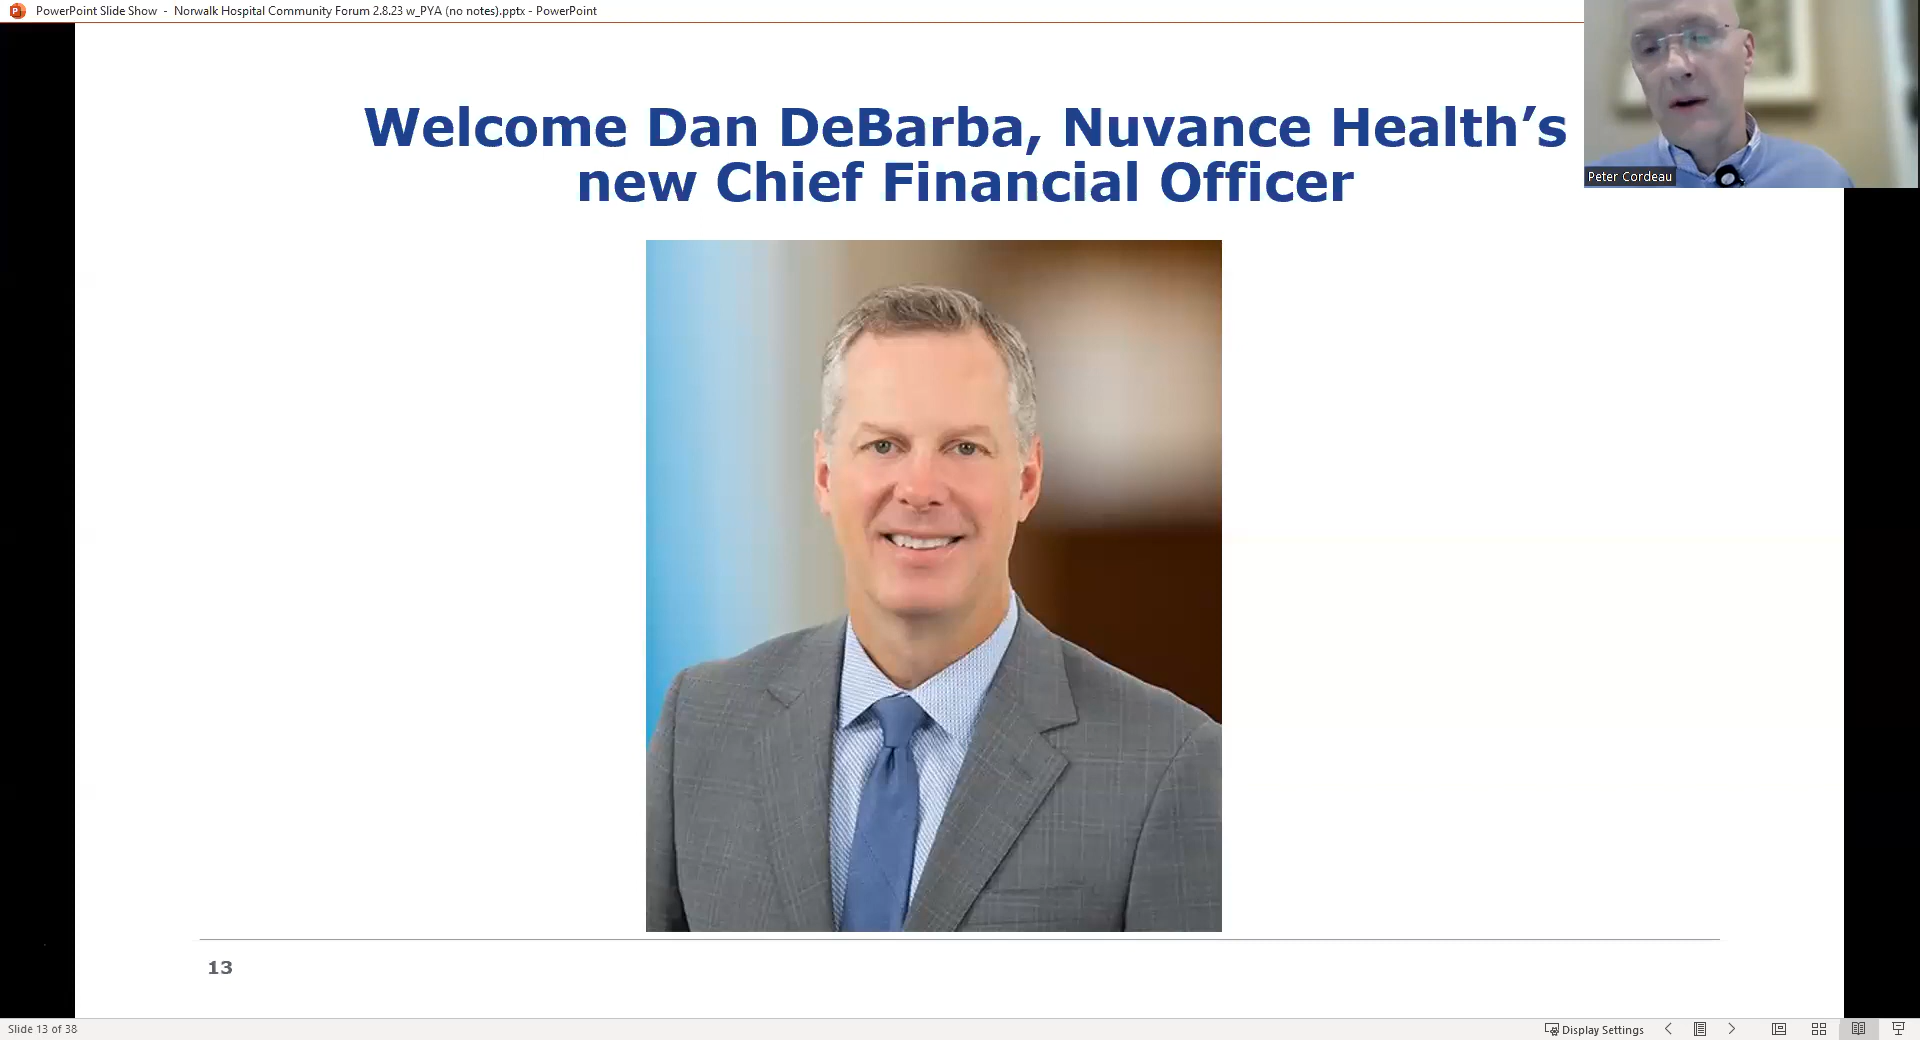 PowerPoint Slide Show - Norwalk Hospital Community Forum 2.8.23 w_PYA (no notes).pptx - PowerPoint
Welcome Dan DeBarba, Nuvance Health’s
new Chief Financial Officer
Peter Cordeau
13
Slide 13 of 38
Display Settings